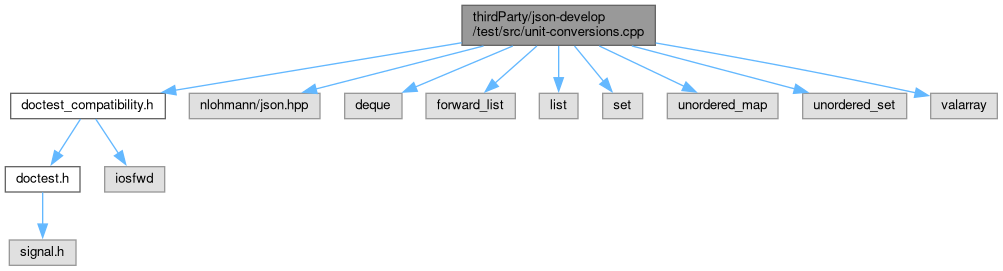 thirdParty/json-develop
/test/src/unit-conversions.cpp
doctest_compatibility.h
nlohmann/json.hpp
deque
forward_list
list
set
unordered_map
unordered_set
valarray
doctest.h
iosfwd
signal.h